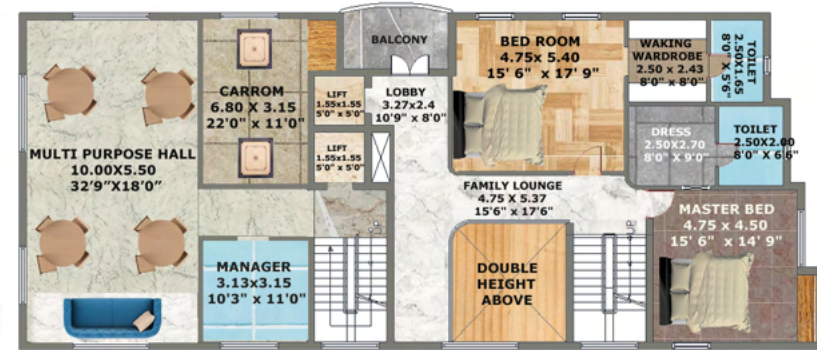 BALCONY
BED ROOM
4.75x 5.40
15' 6" x 17' 9"
WAKING
WARDROBE
2.50 x 2.43
8'0" x 8'0"
TOILET
2.50X1.65
8'0" X 5'6"
CARROM
6.80 X 3.15
22'0" x 11'0"
LIFT
1.55x1.55
5'0" x 5'0"
LOBBY
3.27x2.4
10'9" x 8'0"
LIFT
1.55x1.55
5'0" x 5'0"
DRESS
2.50X2.70
8'0" X 9'0"
TOILET
2.50X2.00
8'0" X 6'6"
MULTI PURPOSE HALL
10.00X5.50
32'9"X18'0"
FAMILY LOUNGE
4.75 X 5.37
15'6" x 17'6"
MASTER BED
4.75 x 4.50
15' 6" x 14' 9"
UP
UP
MANAGER
3.13x3.15
10'3" x 11'0"
DOUBLE
HEIGHT
ABOVE